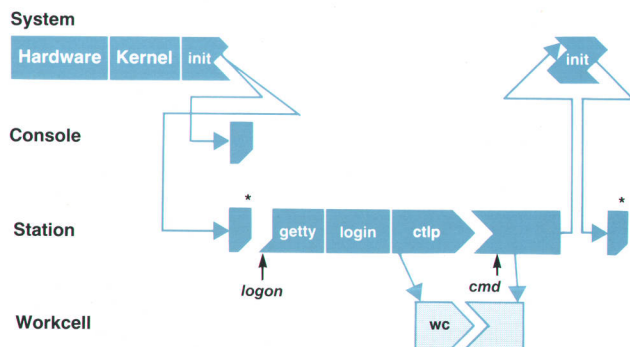 System
Hardware Kernel init init
Console
* *
Station getty login ctlp
logon cmd
Workcell wc